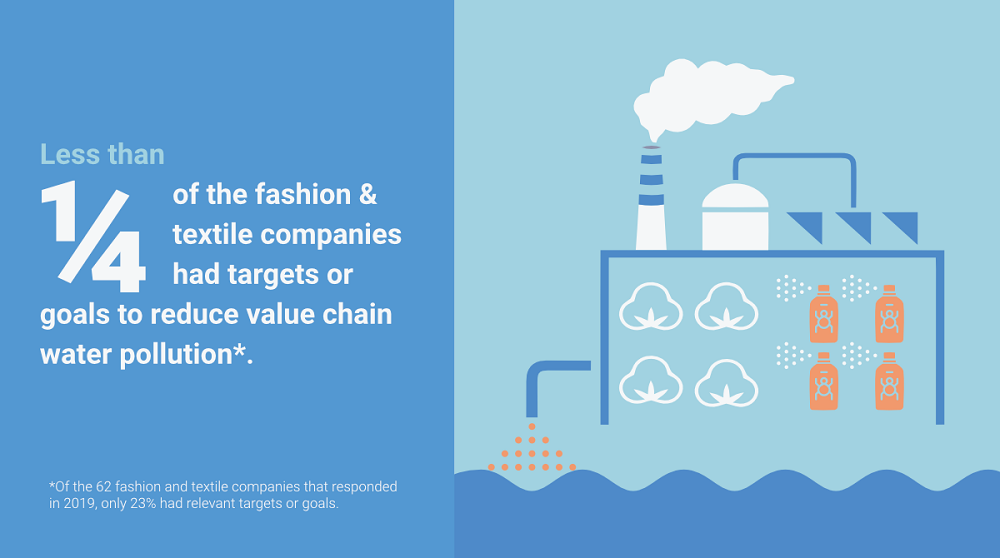 Less than
1/4 of the fashion &
textile companies
had targets or
goals to reduce value chain
water pollution*.
*Of the 62 fashion and textile companies that responded
in 2019, only 23% had relevant targets or goals.